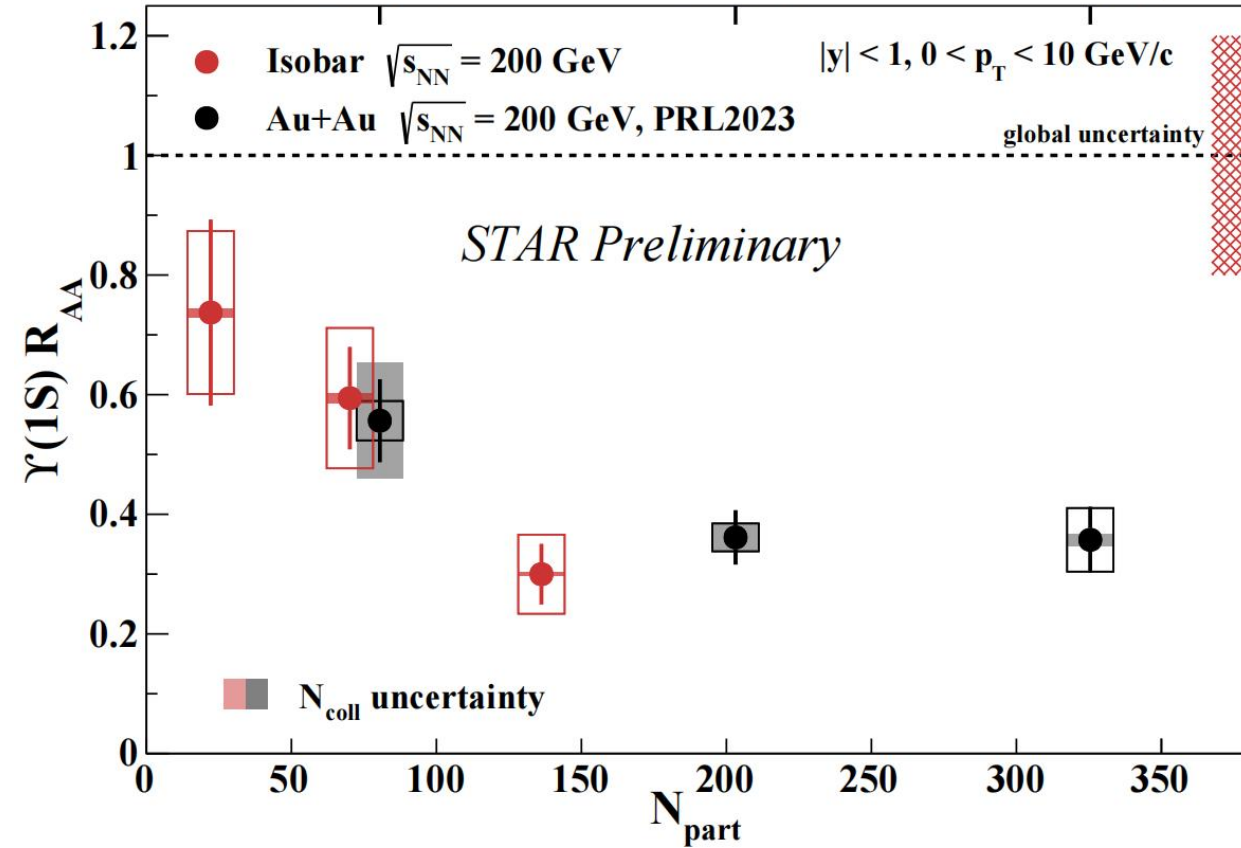 Isobar √s_NN = 200 GeV
Au+Au √s_NN = 200 GeV, PRL2023
|y| < 1, 0 < p_T < 10 GeV/c
global uncertainty
STAR Preliminary
N_coll uncertainty
ϒ(1S) R_AA
1.2
1
0.8
0.6
0.4
0.2
0
0 50 100 150 200 250 300 350
N_part